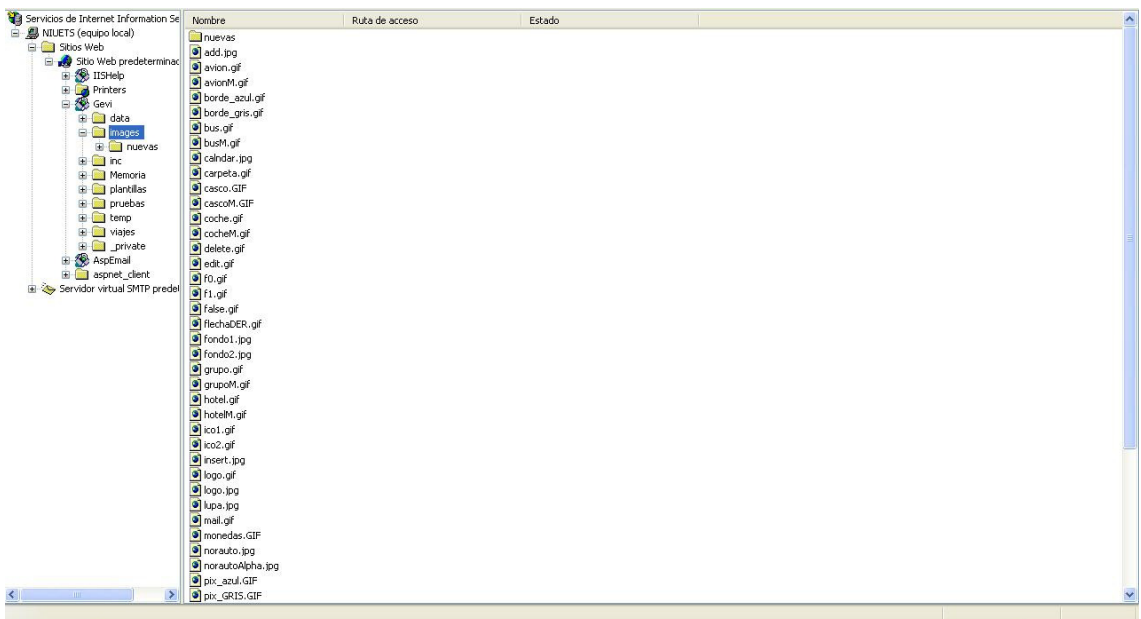 Servicios de Internet Information Se
NIUETS (equipo local)
Sitios Web
Sitio Web predeterminac
IISHelp
Printers
Gevi
data
images
nuevas
inc
Memoria
plantillas
pruebas
temp
viajes
_private
AspEmail
aspnet_client
Servidor virtual SMTP predet
Nombre Ruta de acceso Estado
nuevas
add.jpg
avion.gif
avionM.gif
borde_azul.gif
borde_gris.gif
bus.gif
busM.gif
calndar.jpg
carpeta.gif
casco.GIF
cascoM.GIF
coche.gif
cocheM.gif
delete.gif
edit.gif
f0.gif
f1.gif
false.gif
flechaDER.gif
fondo1.jpg
fondo2.jpg
grupo.gif
grupoM.gif
hotel.gif
hotelM.gif
ico1.gif
ico2.gif
insert.jpg
logo.gif
logo.jpg
lupa.jpg
mail.gif
monedas.GIF
norauto.jpg
norautoAlpha.jpg
pix_azul.GIF
pix_GRIS.GIF